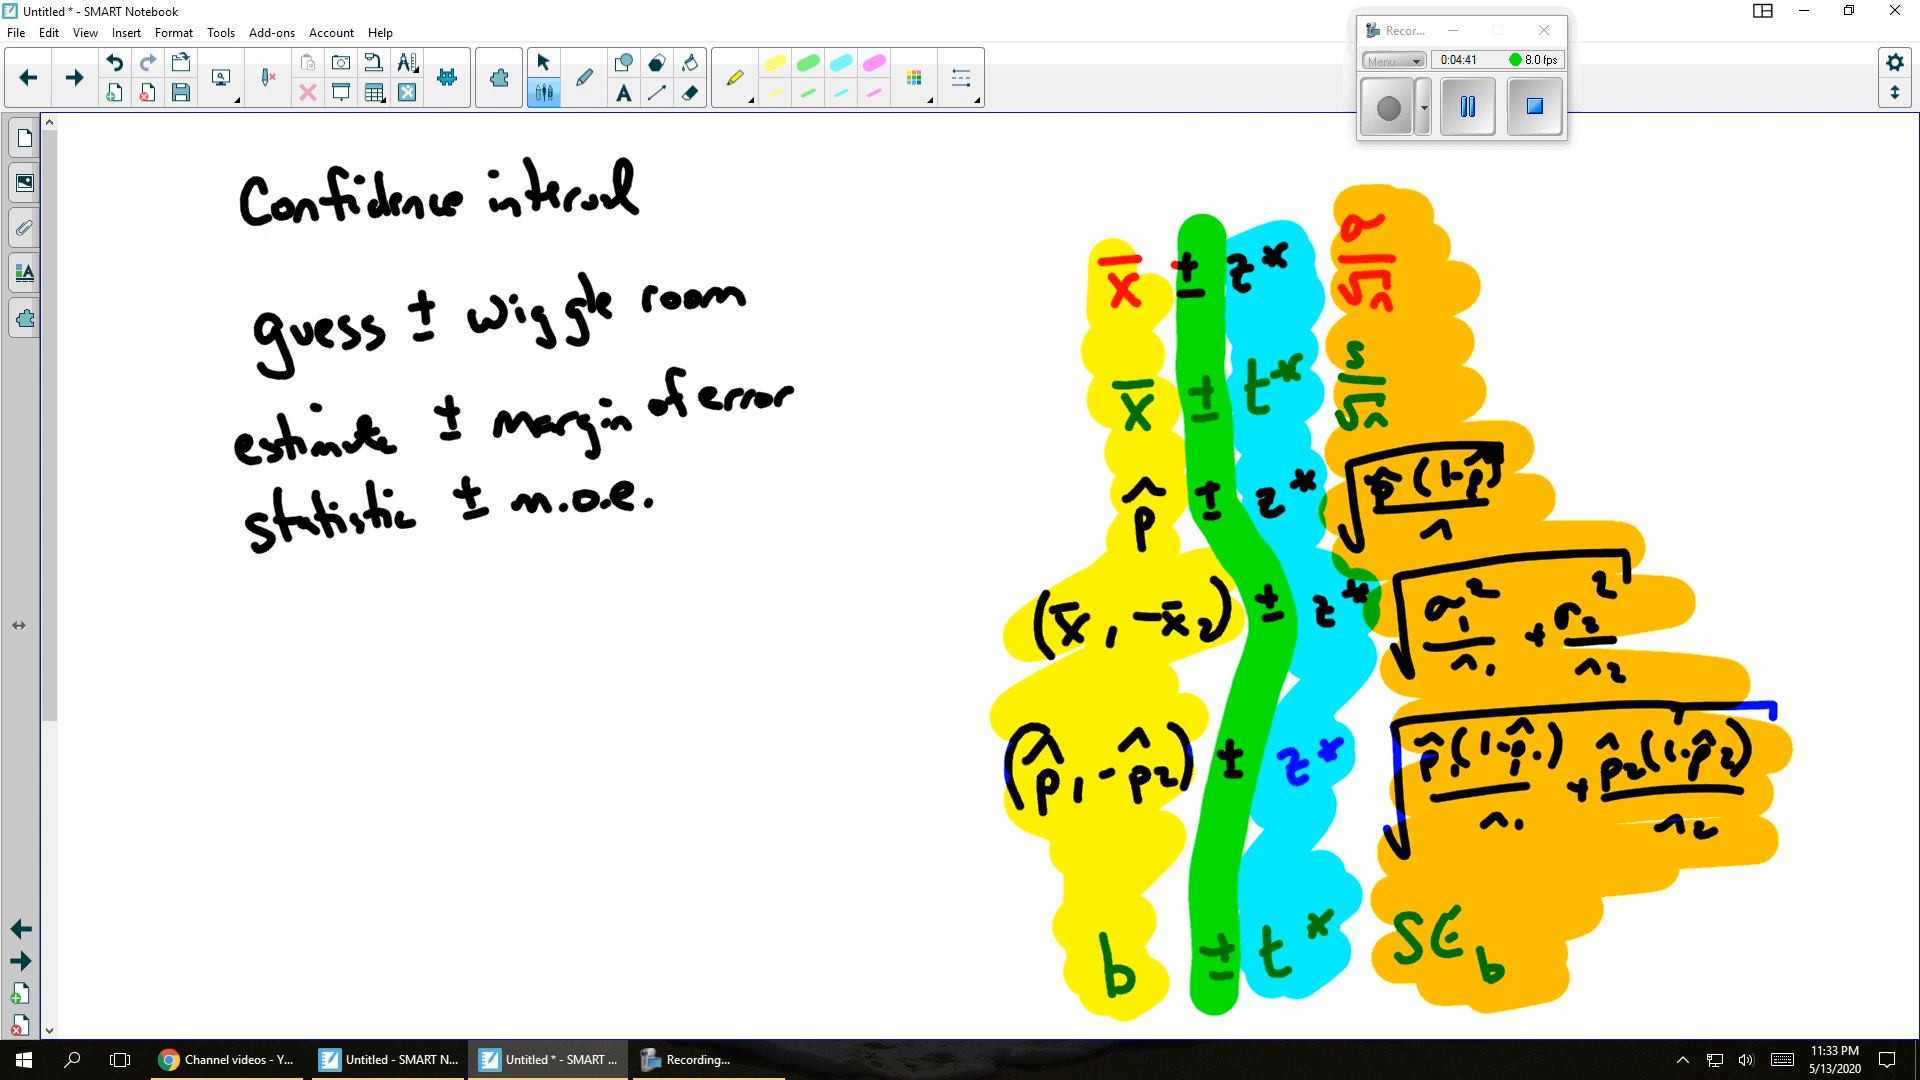 Untitled * - SMART Notebook
File Edit View Insert Format Tools Add-ons Account Help
Recor...
Menu 0:04:41 8.0 fps
Confidence interval
guess ± wiggle room
estimate ± margin of error
statistic ± m.o.e.
x̄ ± z* σ/√n
x̄ ± t* s/√n
p̂ ± z* √(p̂(1-p̂)/n)
(x̄₁-x̄₂) ± z* √(σ₁²/n₁ + σ₂²/n₂)
(p̂₁-p̂₂) ± z* √(p̂₁(1-p̂₁)/n₁ + p̂₂(1-p̂₂)/n₂)
b ± t* SE_b
Channel videos - Y... Untitled - SMART N... Untitled * - SMART ... Recording...
11:33 PM
5/13/2020